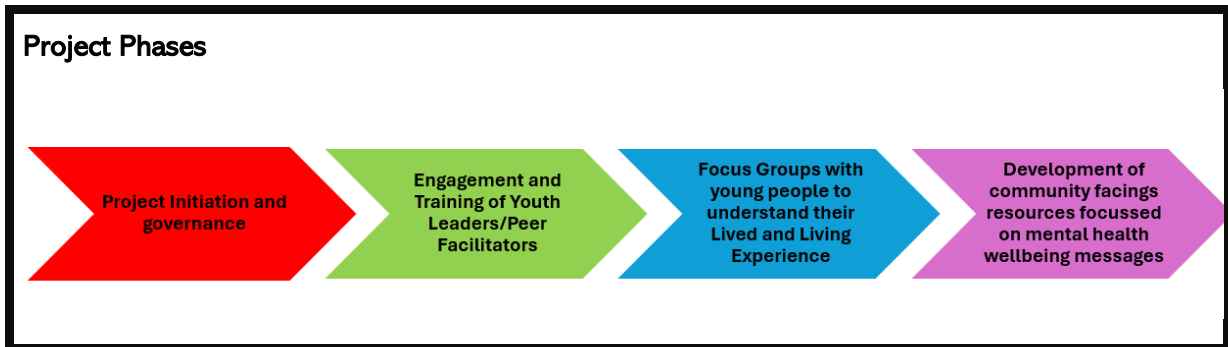 Project Phases
Project Initiation and
governance
Engagement and
Training of Youth
Leaders/Peer
Facilitators
Focus Groups with
young people to
understand their
Lived and Living
Experience
Development of
community facings
resources focussed
on mental health
wellbeing messages